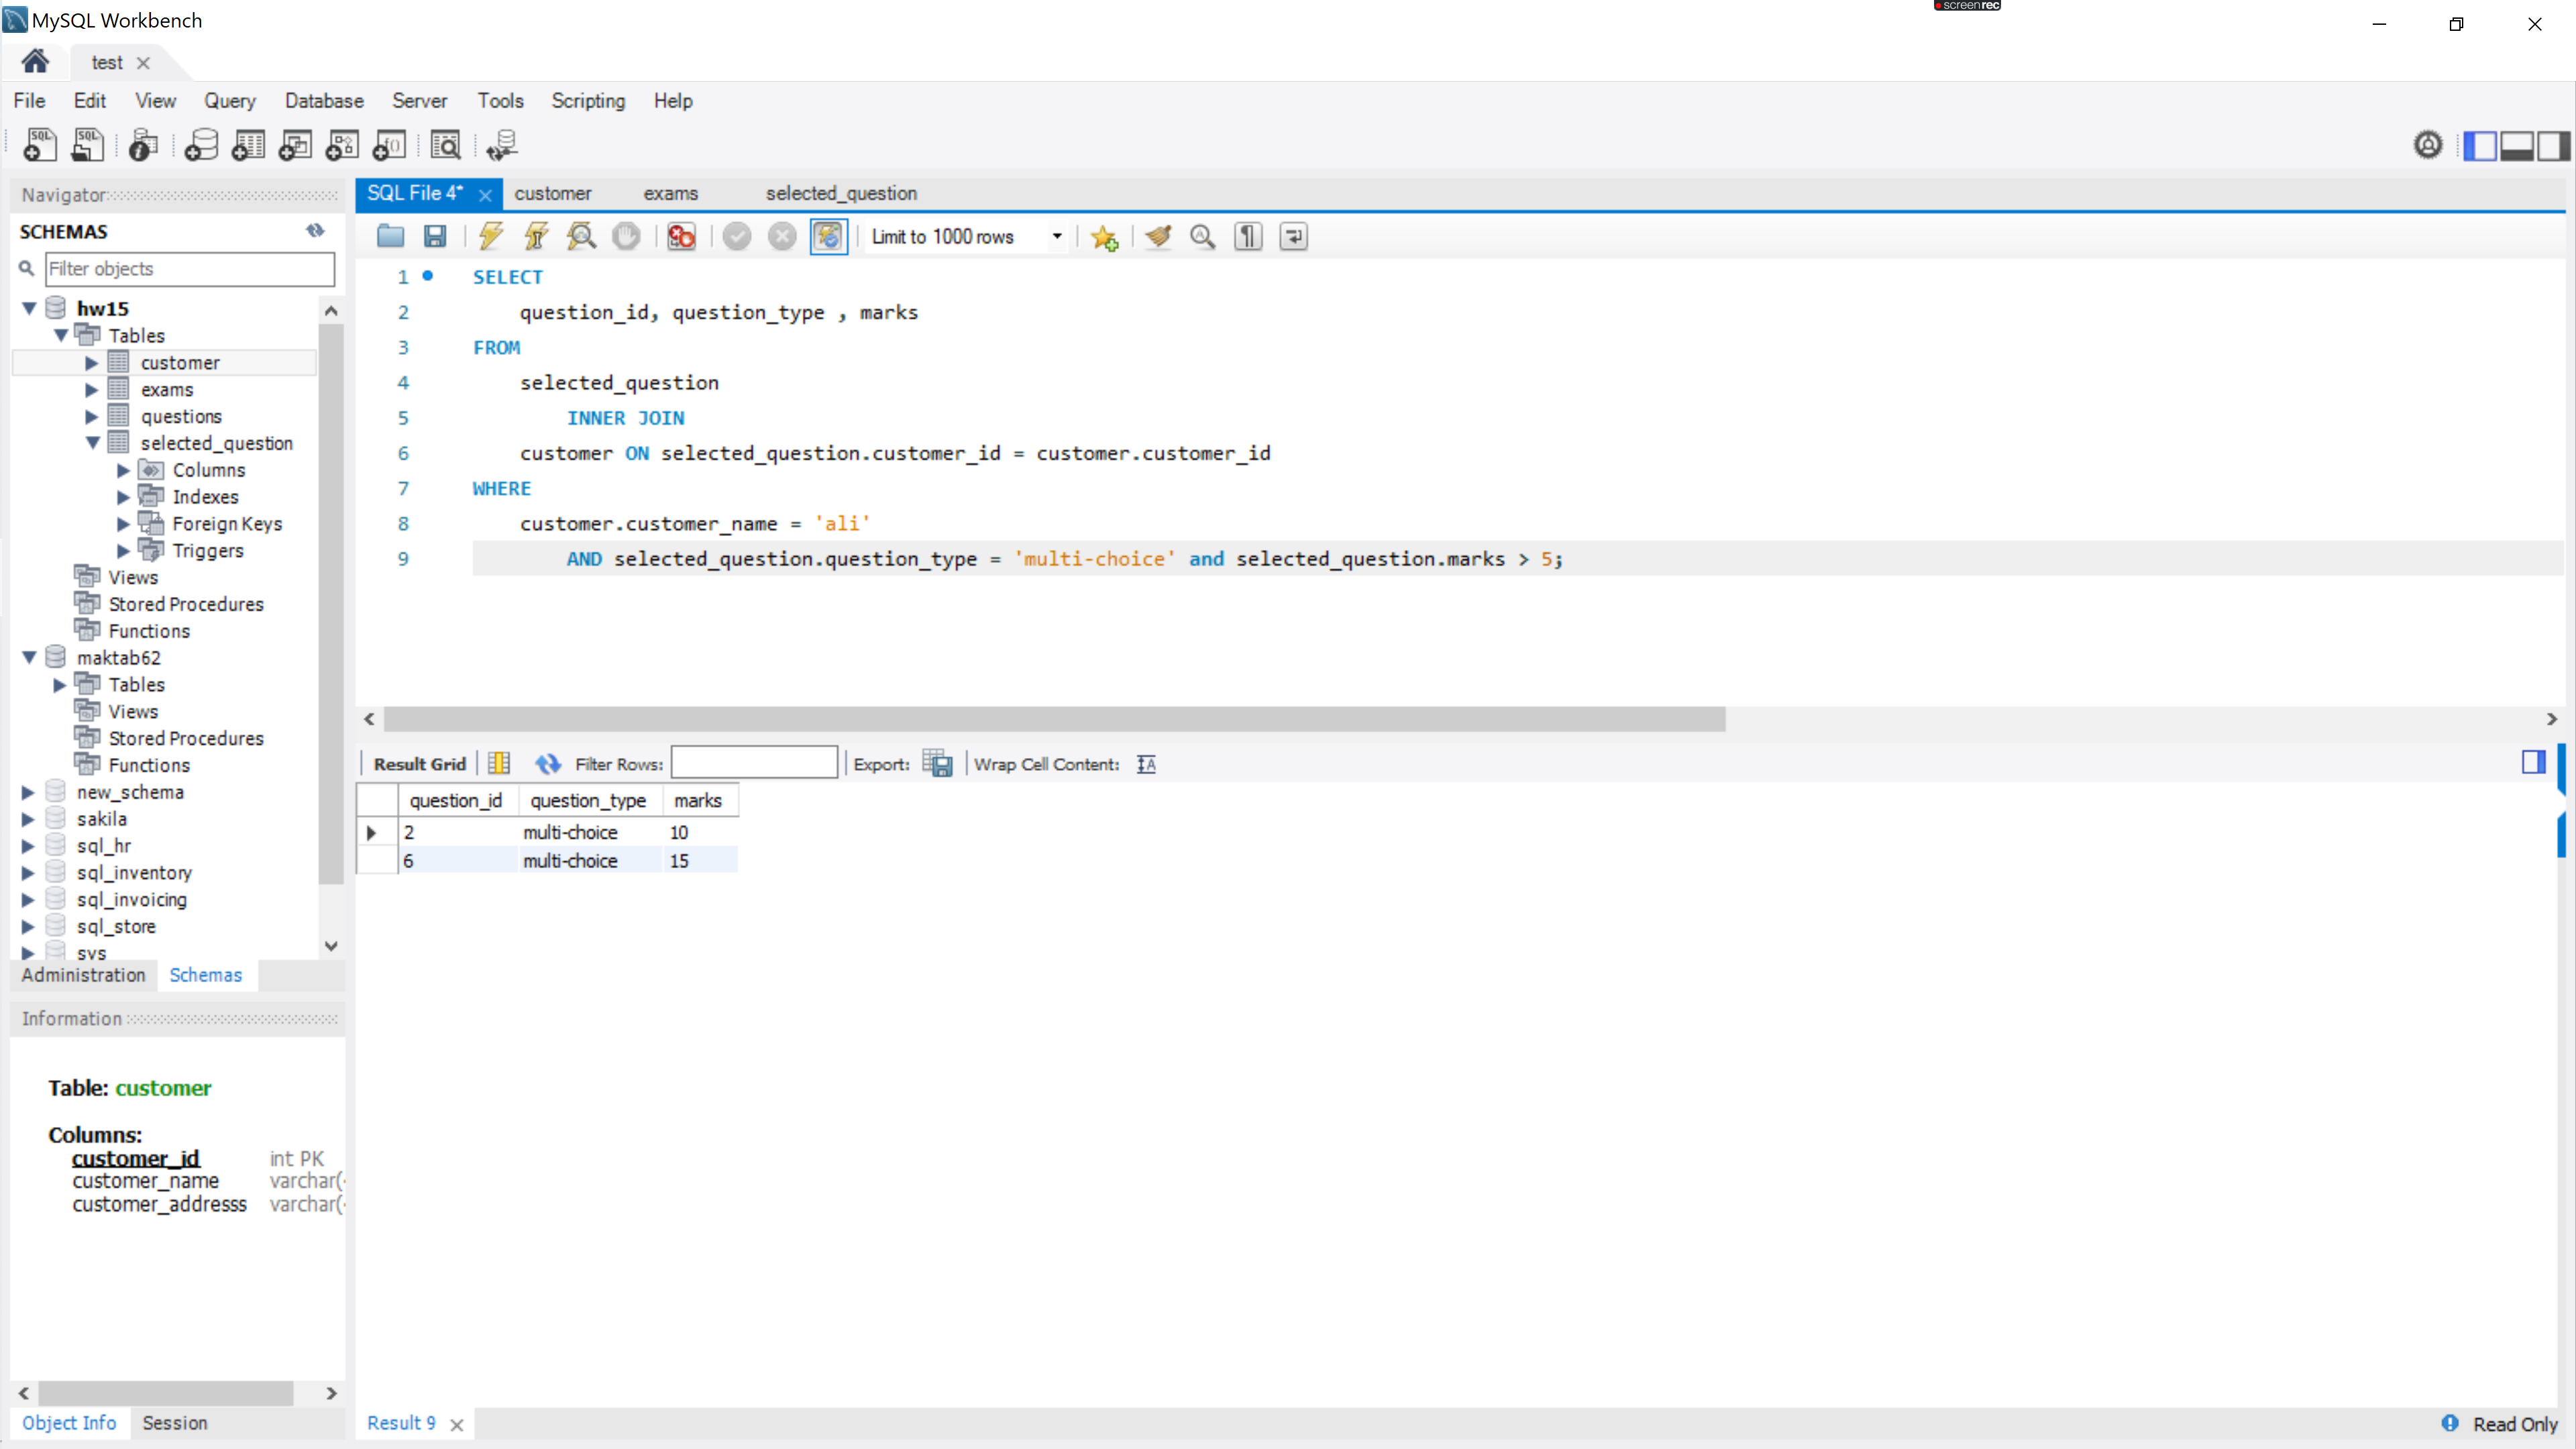 screenrec
MySQL Workbench
test
File Edit View Query Database Server Tools Scripting Help
Navigator
SCHEMAS
Filter objects
hw15
Tables
customer
exams
questions
selected_question
Columns
Indexes
Foreign Keys
Triggers
Views
Stored Procedures
Functions
maktab62
Tables
Views
Stored Procedures
Functions
new_schema
sakila
sql_hr
sql_inventory
sql_invoicing
sql_store
sys
Administration Schemas
Information
Table: customer
Columns:
customer_id int PK
customer_name varchar(
customer_addresss varchar(
Object Info Session
SQL File 4* customer exams selected_question
Limit to 1000 rows
1 SELECT
2 question_id, question_type , marks
3 FROM
4 selected_question
5 INNER JOIN
6 customer ON selected_question.customer_id = customer.customer_id
7 WHERE
8 customer.customer_name = 'ali'
9 AND selected_question.question_type = 'multi-choice' and selected_question.marks > 5;
Result Grid Filter Rows: Export: Wrap Cell Content:
question_id question_type marks
2 multi-choice 10
6 multi-choice 15
Result 9 Read Only